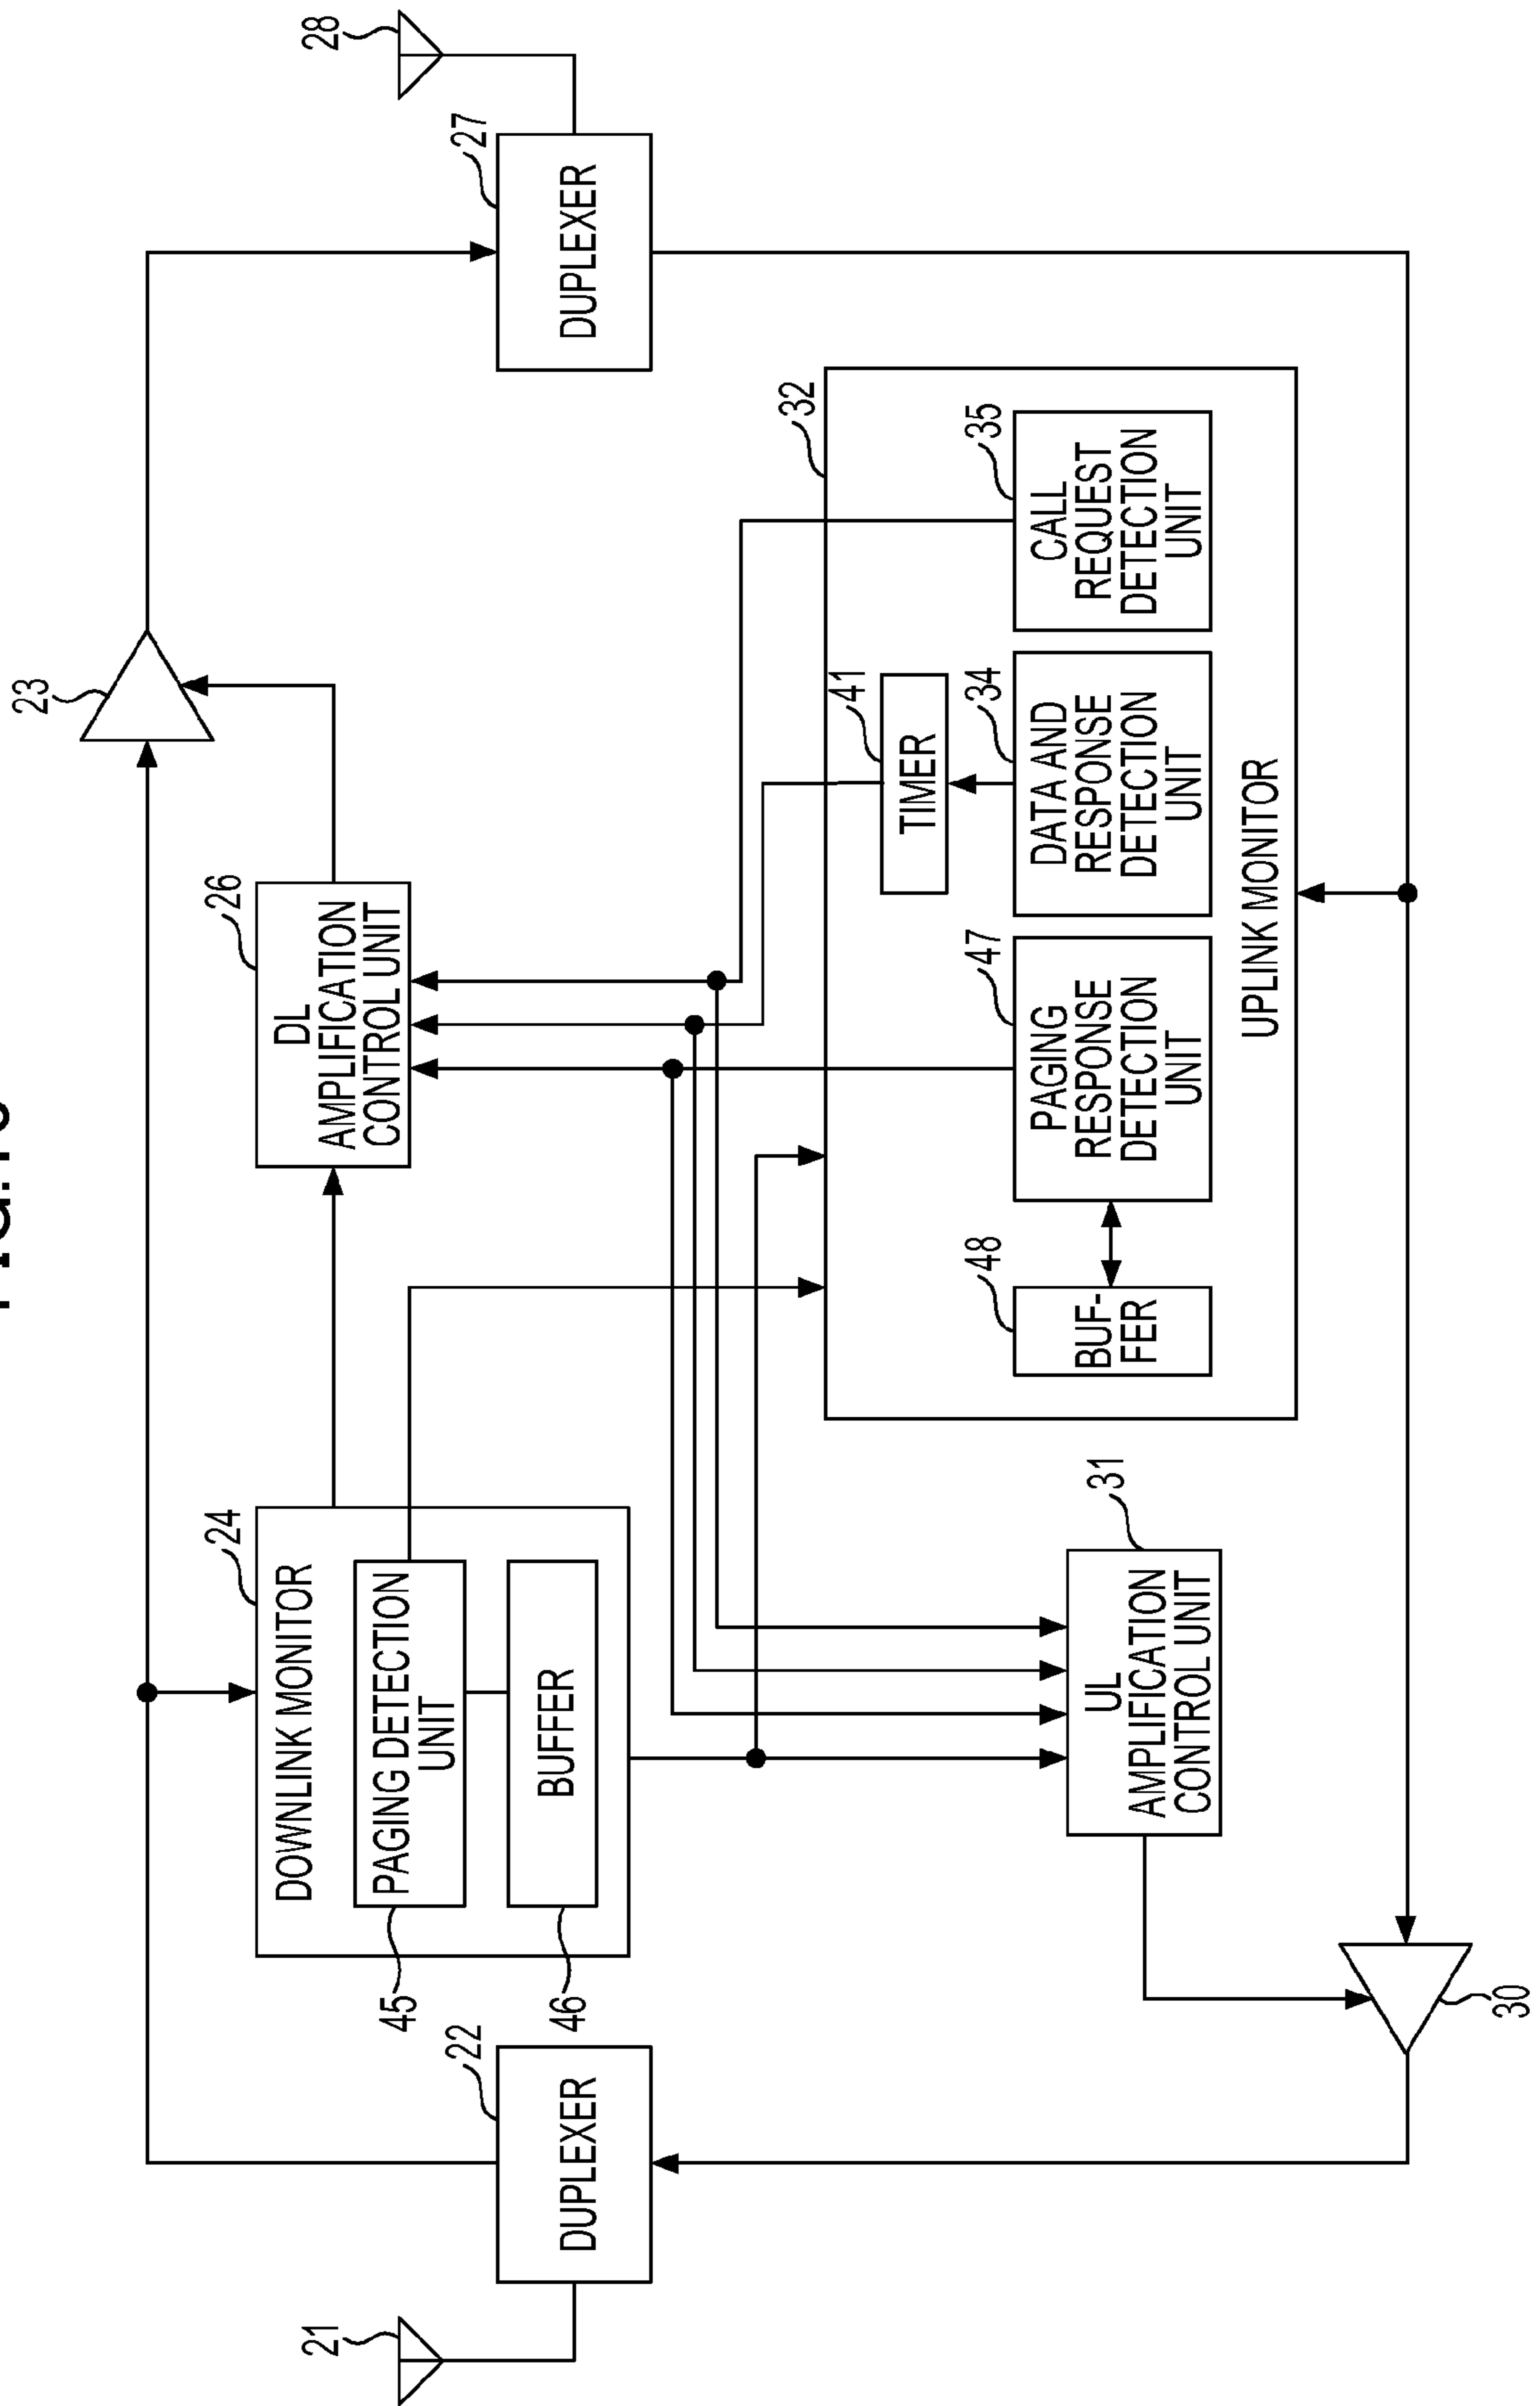 23
24
26
DOWNLINK MONITOR
DL
AMPLIFICATION
CONTROL UNIT
21
28
45
PAGING DETECTION
UNIT
22
27
46
BUFFER
DUPLEXER
DUPLEXER
32
41
TIMER
48
47
34
35
31
BUF-
FER
PAGING
RESPONSE
DETECTION
UNIT
DATA AND
RESPONSE
DETECTION
UNIT
CALL
REQUEST
DETECTION
UNIT
UL
AMPLIFICATION
CONTROL UNIT
UPLINK MONITOR
30